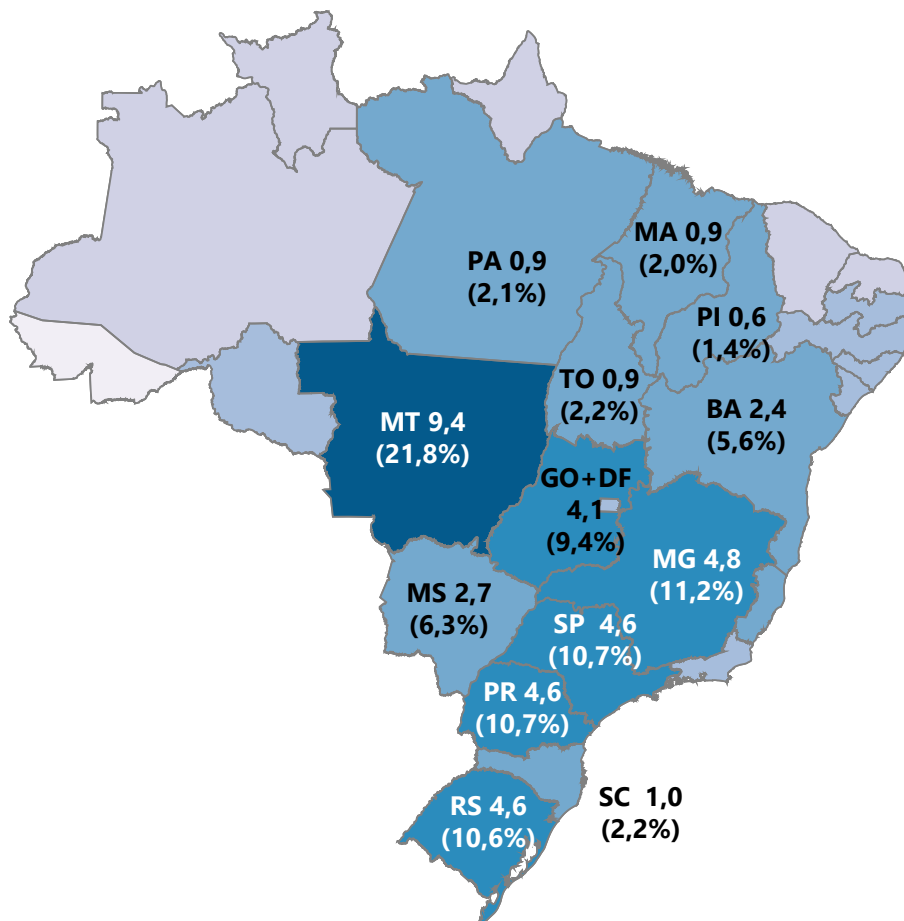 MA 0,9
(2,0%)
PA 0,9
(2,1%)
PI 0,6
(1,4%)
TO 0,9
(2,2%)
BA 2,4
(5,6%)
MT 9,4
(21,8%)
GO+DF
4,1
(9,4%)
MG 4,8
(11,2%)
MS 2,7
(6,3%)
SP 4,6
(10,7%)
PR 4,6
(10,7%)
SC 1,0
(2,2%)
RS 4,6
(10,6%)